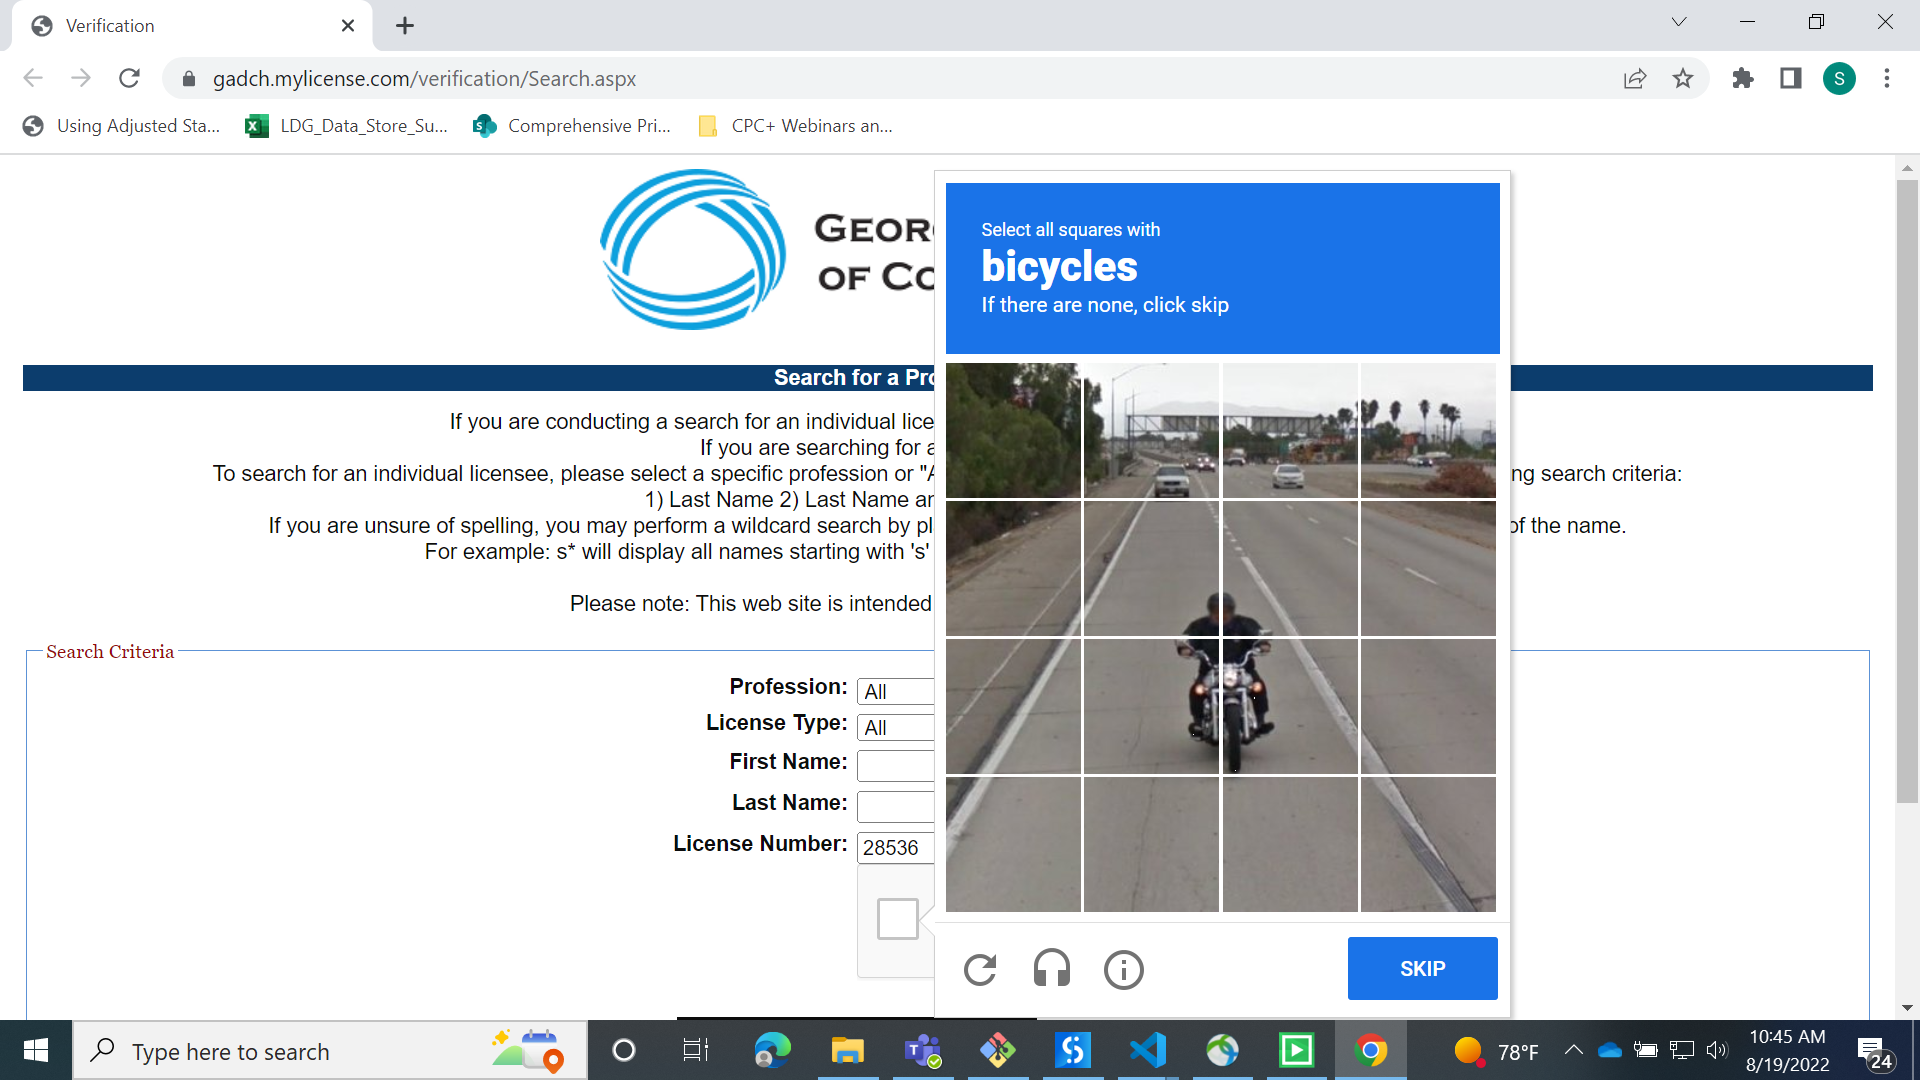 Verification
gadch.mylicense.com/verification/Search.aspx
S
Using Adjusted Sta...
LDG_Data_Store_Su...
Comprehensive Pri...
CPC+ Webinars an...
GEOR
OF CO
Select all squares with
bicycles
If there are none, click skip
Search for a Pro
If you are conducting a search for an individual lice
If you are searching for a
To search for an individual licensee, please select a specific profession or "A
ng search criteria:
1) Last Name 2) Last Name an
If you are unsure of spelling, you may perform a wildcard search by pl
of the name.
For example: s* will display all names starting with 's'
Please note: This web site is intended
Search Criteria
Profession: All
License Type: All
First Name:
Last Name:
License Number: 28536
SKIP
Type here to search
78°F
10:45 AM
8/19/2022
24